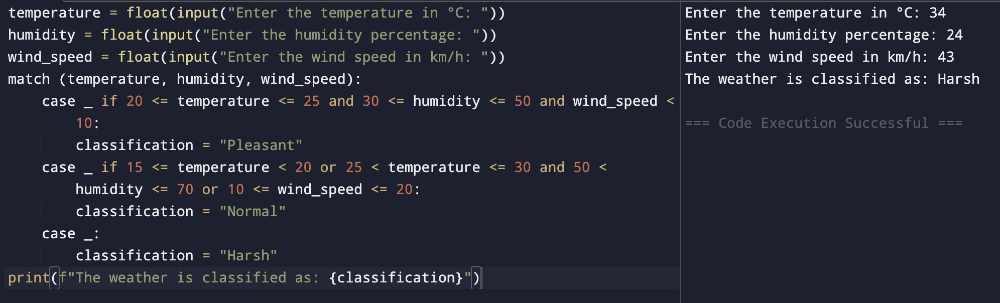 temperature = float(input("Enter the temperature in °C: "))
humidity = float(input("Enter the humidity percentage: "))
wind_speed = float(input("Enter the wind speed in km/h: "))
match (temperature, humidity, wind_speed):
    case _ if 20 <= temperature <= 25 and 30 <= humidity <= 50 and wind_speed <
        10:
        classification = "Pleasant"
    case _ if 15 <= temperature < 20 or 25 < temperature <= 30 and 50 <
        humidity <= 70 or 10 <= wind_speed <= 20:
        classification = "Normal"
    case _:
        classification = "Harsh"
print(f"The weather is classified as: {classification}")
Enter the temperature in °C: 34
Enter the humidity percentage: 24
Enter the wind speed in km/h: 43
The weather is classified as: Harsh
=== Code Execution Successful ===